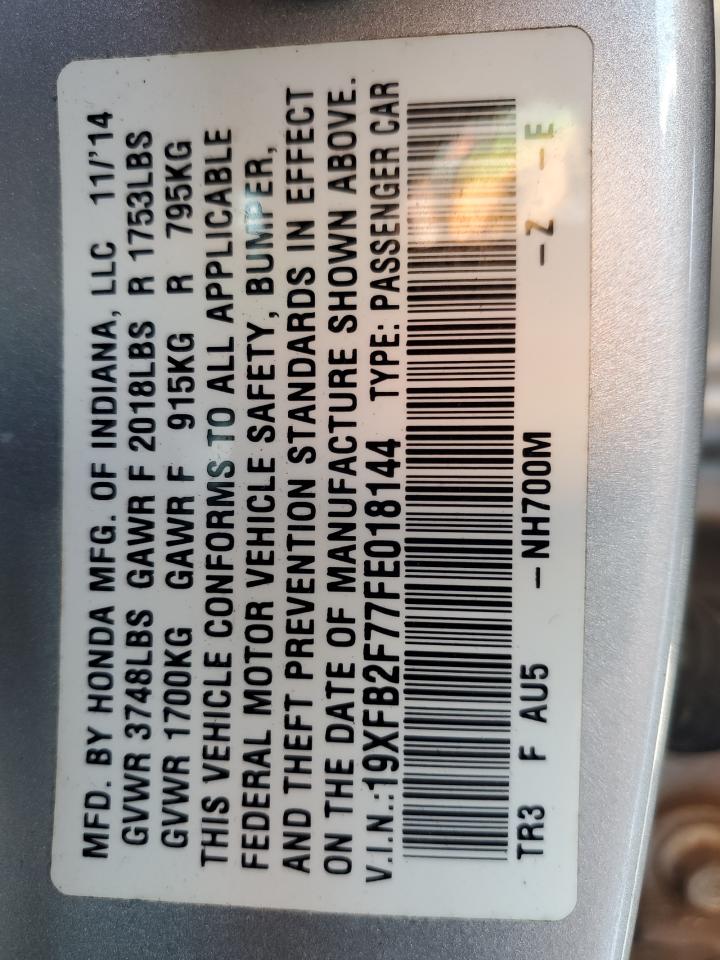 MFD. BY HONDA MFG. OF INDIANA, LLC 11/'14
GVWR 3748LBS GAWR F 2018LBS R 1753LBS
GVWR 1700KG GAWR F 915KG R 795KG
THIS VEHICLE CONFORMS TO ALL APPLICABLE
FEDERAL MOTOR VEHICLE SAFETY, BUMPER,
AND THEFT PREVENTION STANDARDS IN EFFECT
ON THE DATE OF MANUFACTURE SHOWN ABOVE.
V.I.N.:19XFB2F77FE018144 TYPE: PASSENGER CAR
TR3 F AU5 —NH700M —Z —E